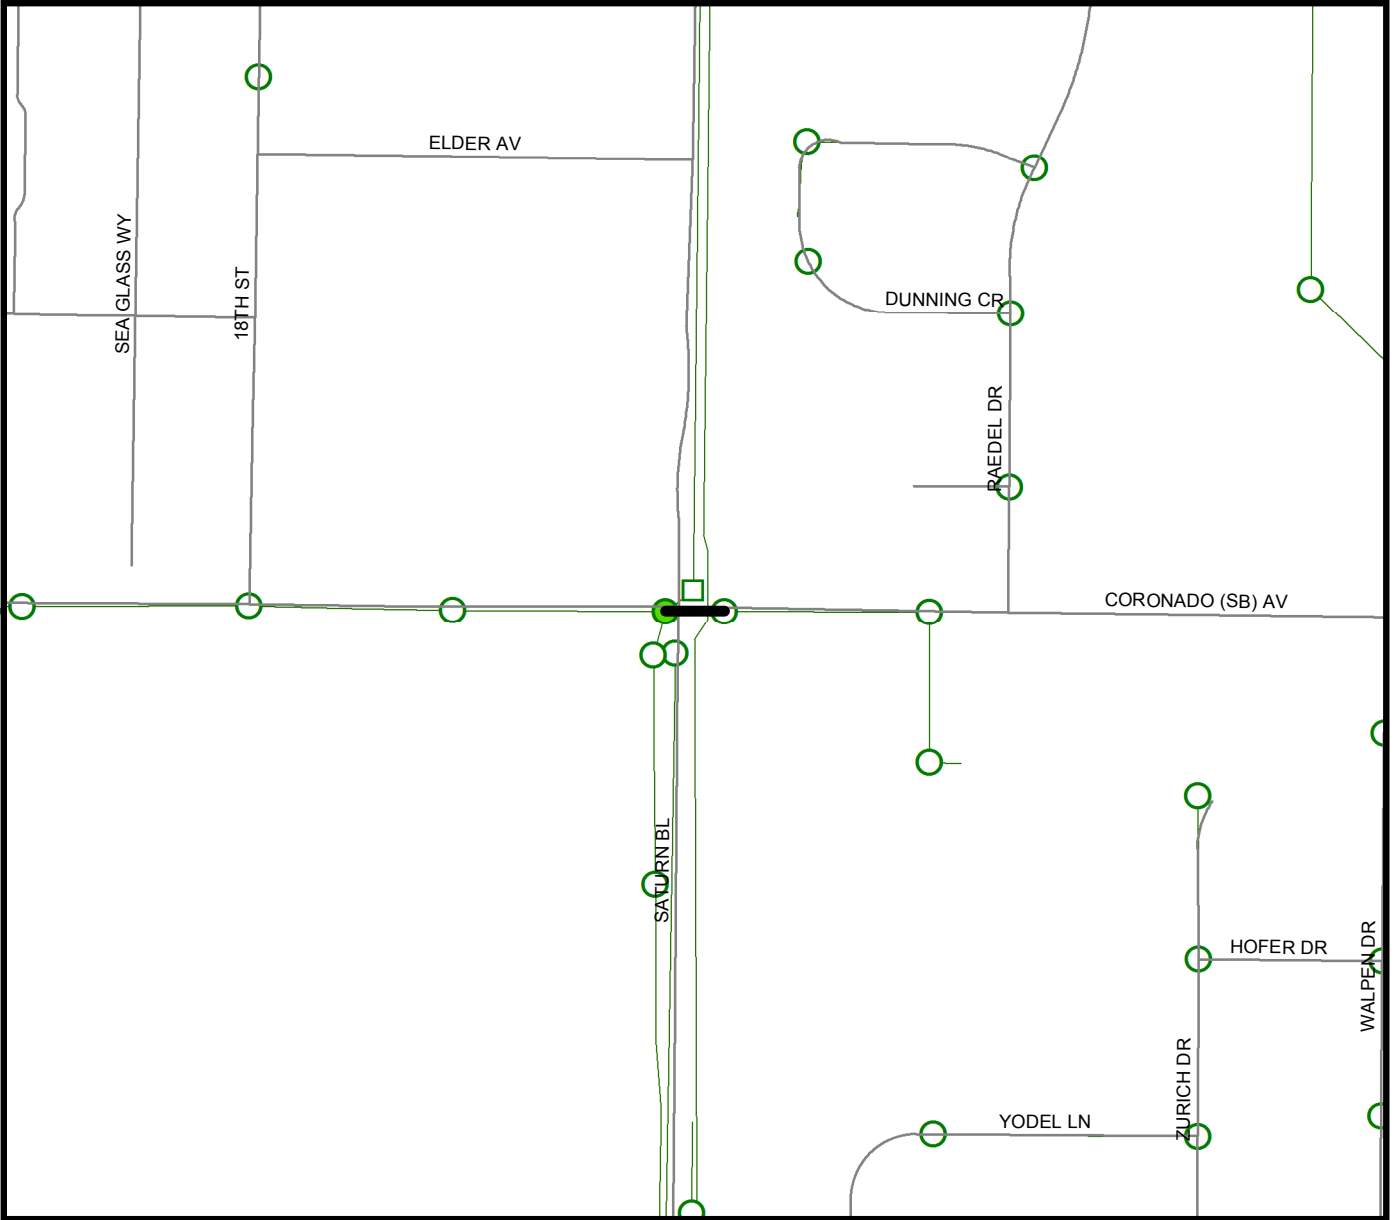 ELDER AV
SEA GLASS WY
18TH ST
DUNNING CR
RAEDEL DR
CORONADO (SB) AV
SATURN BL
HOFER DR
WALPEN DR
ZURICH DR
YODEL LN